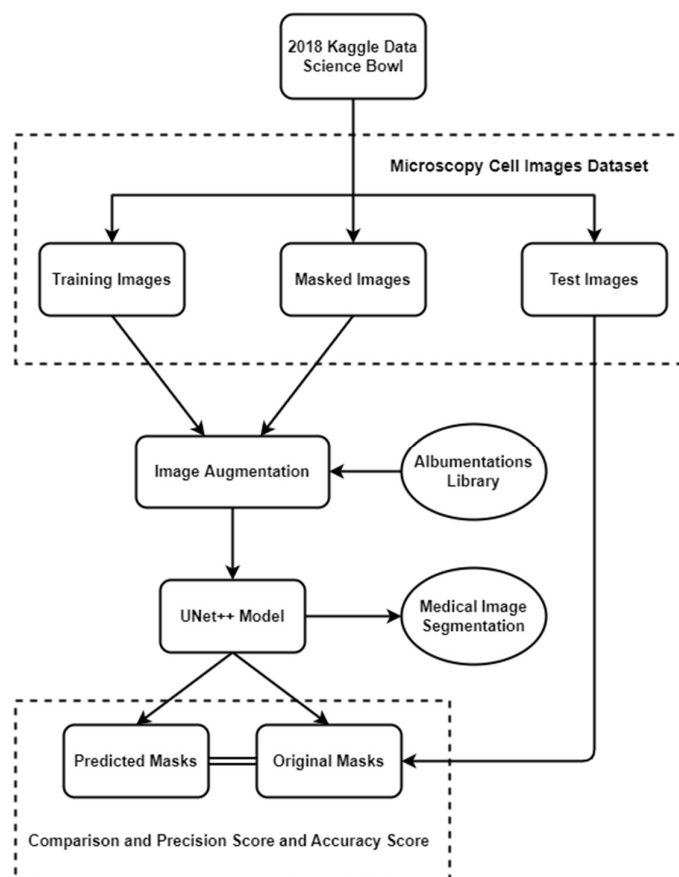 2018 Kaggle Data
Science Bowl
Microscopy Cell Images Dataset
Training Images
Masked Images
Test Images
Image Augmentation
Albumentations
Library
UNet++ Model
Medical Image
Segmentation
Predicted Masks
Original Masks
Comparison and Precision Score and Accuracy Score